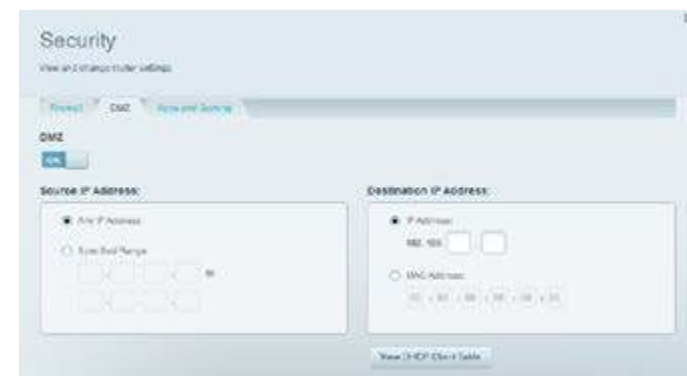 Security
View and change router settings
Firewall DMZ Apps and Gaming
DMZ
ON
Source IP Address:
Destination IP Address:
Any IP Address
IP Address:
192. 168.
Specified Range
to
MAC Address:
View DHCP Client Table